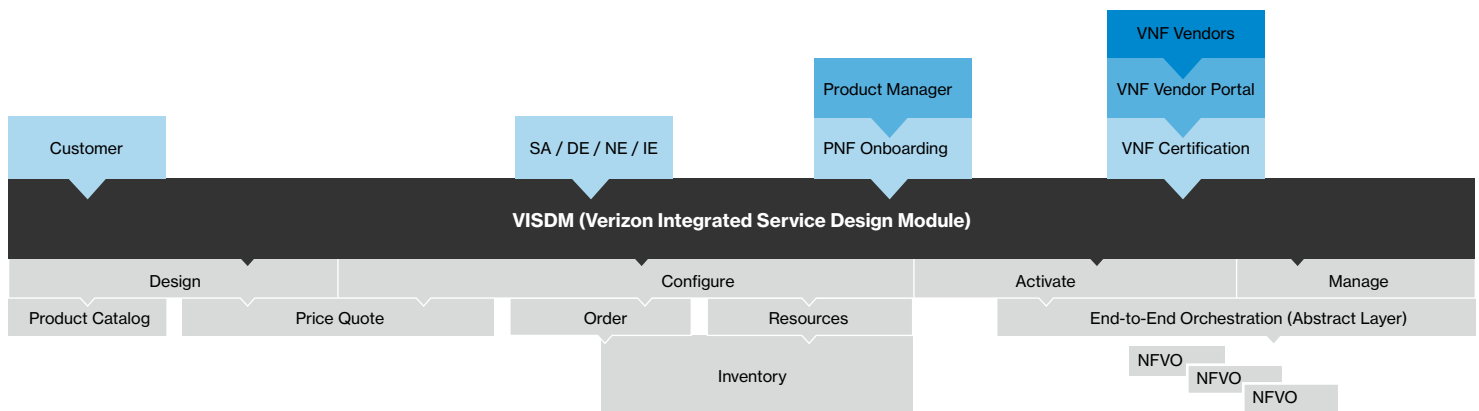 VNF Vendors
Product Manager
VNF Vendor Portal
Customer
SA / DE / NE / IE
PNF Onboarding
VNF Certification
VISDM (Verizon Integrated Service Design Module)
Design
Configure
Activate
Manage
Product Catalog
Price Quote
Order
Resources
End-to-End Orchestration (Abstract Layer)
Inventory
NFVO
NFVO
NFVO